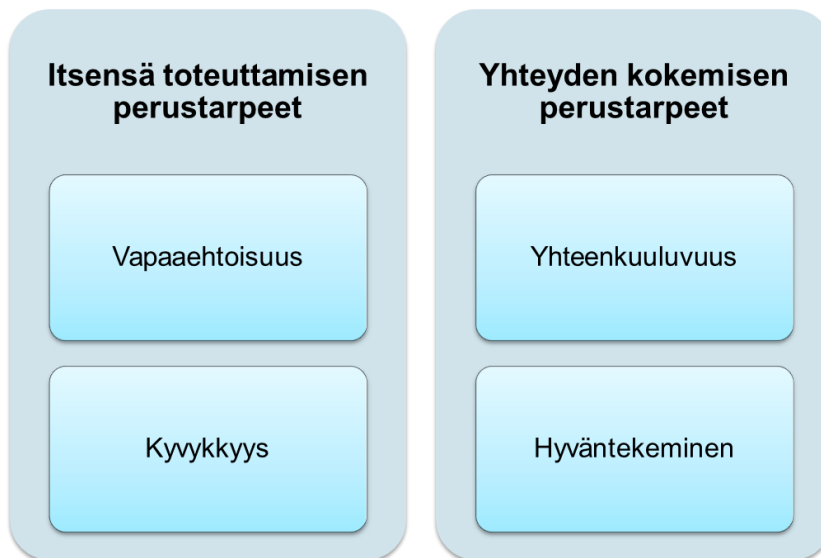 Itsensä toteuttamisen
perustarpeet
Vapaaehtoisuus
Kyvykkyys
Yhteyden kokemisen
perustarpeet
Yhteenkuuluvuus
Hyväntekeminen